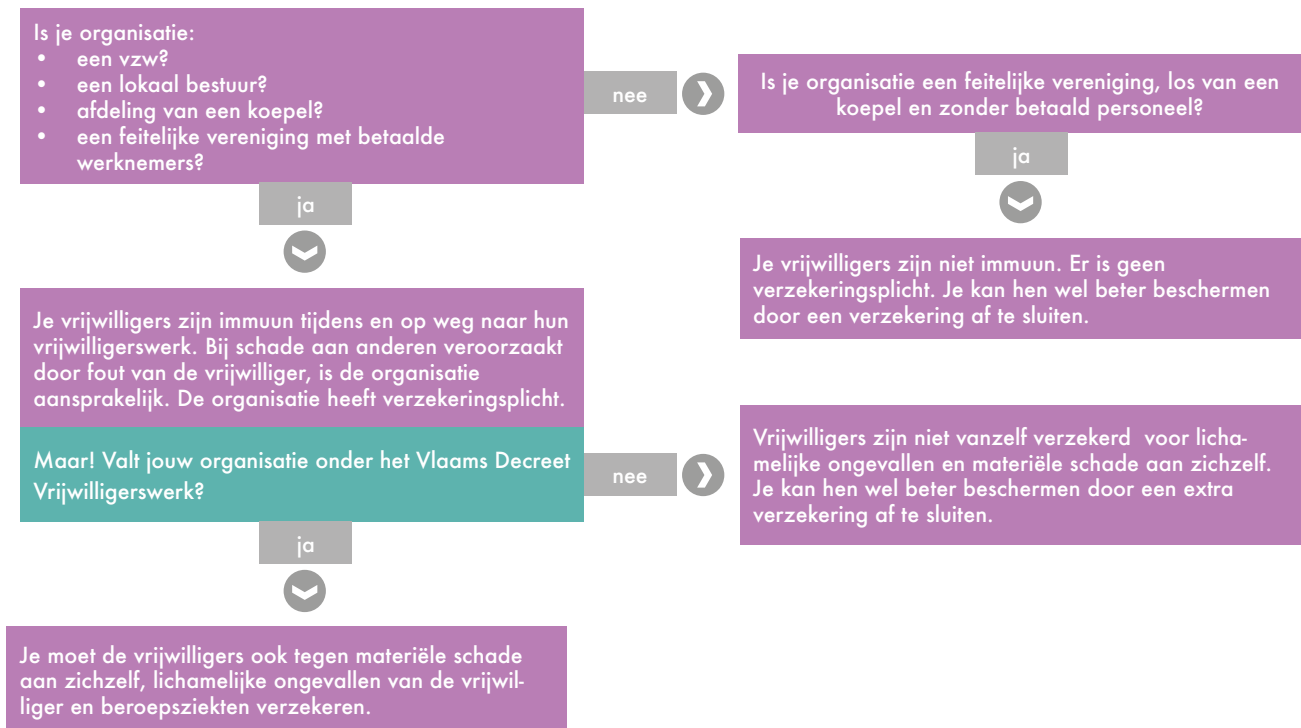 Is je organisatie:
• een vzw?
• een lokaal bestuur?
• afdeling van een koepel?
• een feitelijke vereniging met betaalde
werknemers?
nee
Is je organisatie een feitelijke vereniging, los van een
koepel en zonder betaald personeel?
ja
ja
Je vrijwilligers zijn niet immuun. Er is geen
verzekeringsplicht. Je kan hen wel beter beschermen
door een verzekering af te sluiten.
Je vrijwilligers zijn immuun tijdens en op weg naar hun
vrijwilligerswerk. Bij schade aan anderen veroorzaakt
door fout van de vrijwilliger, is de organisatie
aansprakelijk. De organisatie heeft verzekeringsplicht.
Maar! Valt jouw organisatie onder het Vlaams Decreet
Vrijwilligerswerk?
nee
Vrijwilligers zijn niet vanzelf verzekerd voor licha-
melijke ongevallen en materiële schade aan zichzelf.
Je kan hen wel beter beschermen door een extra
verzekering af te sluiten.
ja
Je moet de vrijwilligers ook tegen materiële schade
aan zichzelf, lichamelijke ongevallen van de vrijwil-
liger en beroepsziekten verzekeren.